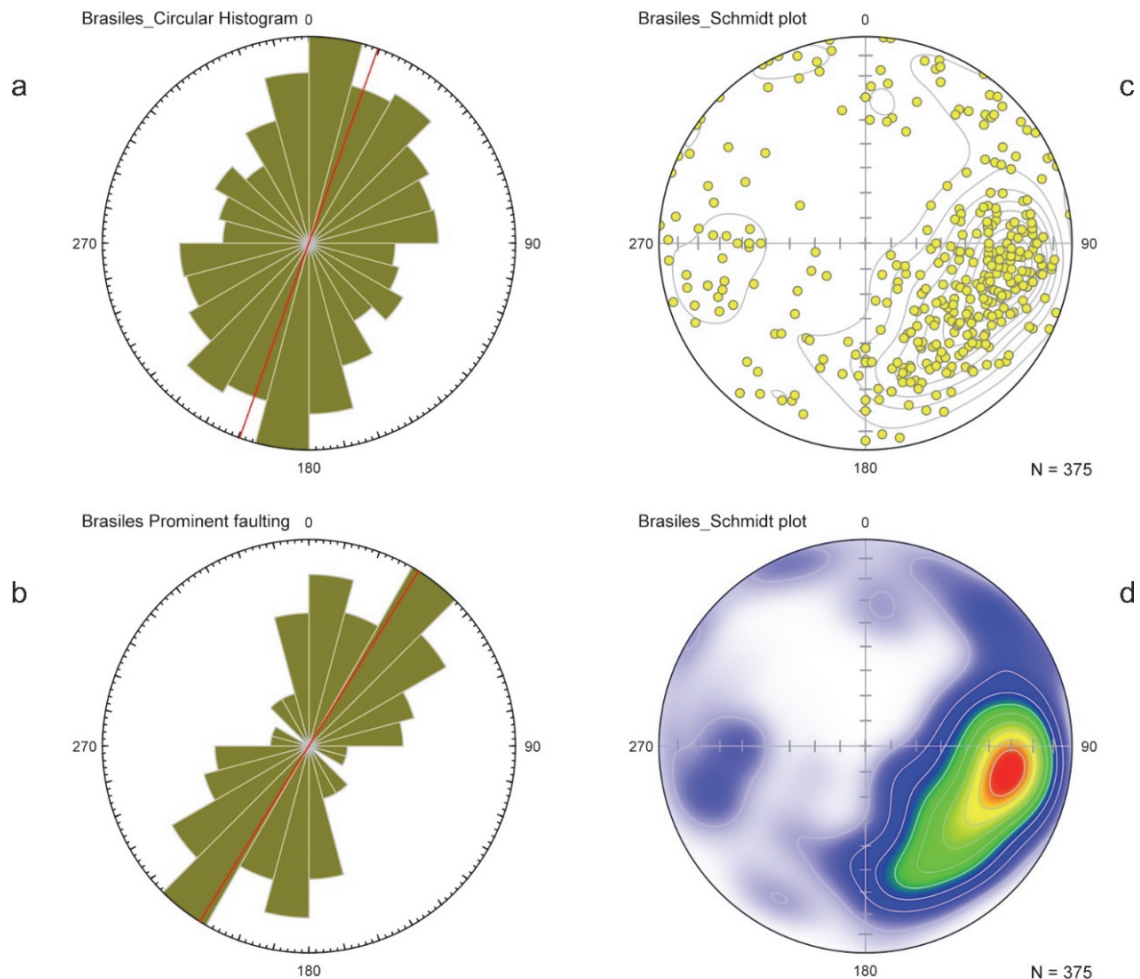 Brasiles_Circular Histogram 0
a
270
90
180
Brasiles_Schmidt plot
0
c
270
90
180
N = 375
Brasiles Prominent faulting 0
b
270
90
180
Brasiles_Schmidt plot
0
d
270
90
180
N = 375